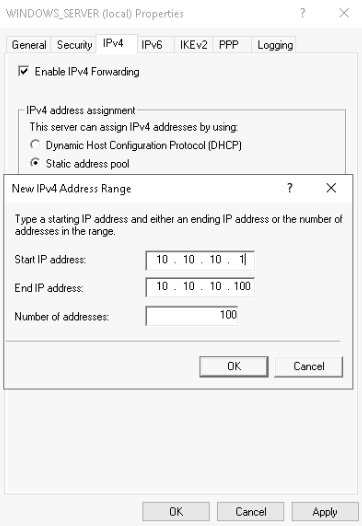 WINDOWS_SERVER (local) Properties
General Security IPv4 IPv6 IKEv2 PPP Logging
Enable IPv4 Forwarding
IPv4 address assignment
This server can assign IPv4 addresses by using:
Dynamic Host Configuration Protocol (DHCP)
Static address pool
New IPv4 Address Range
Type a starting IP address and either an ending IP address or the number of
addresses in the range.
Start IP address: 10 . 10 . 10 . 1
End IP address: 10 . 10 . 10 . 100
Number of addresses: 100
OK Cancel
OK Cancel Apply